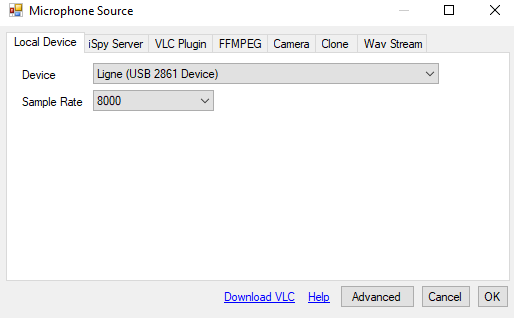 Microphone Source
Local Device iSpy Server VLC Plugin FFMPEG Camera Clone Wav Stream
Device Ligne (USB 2861 Device)
Sample Rate 8000
Download VLC Help Advanced Cancel OK